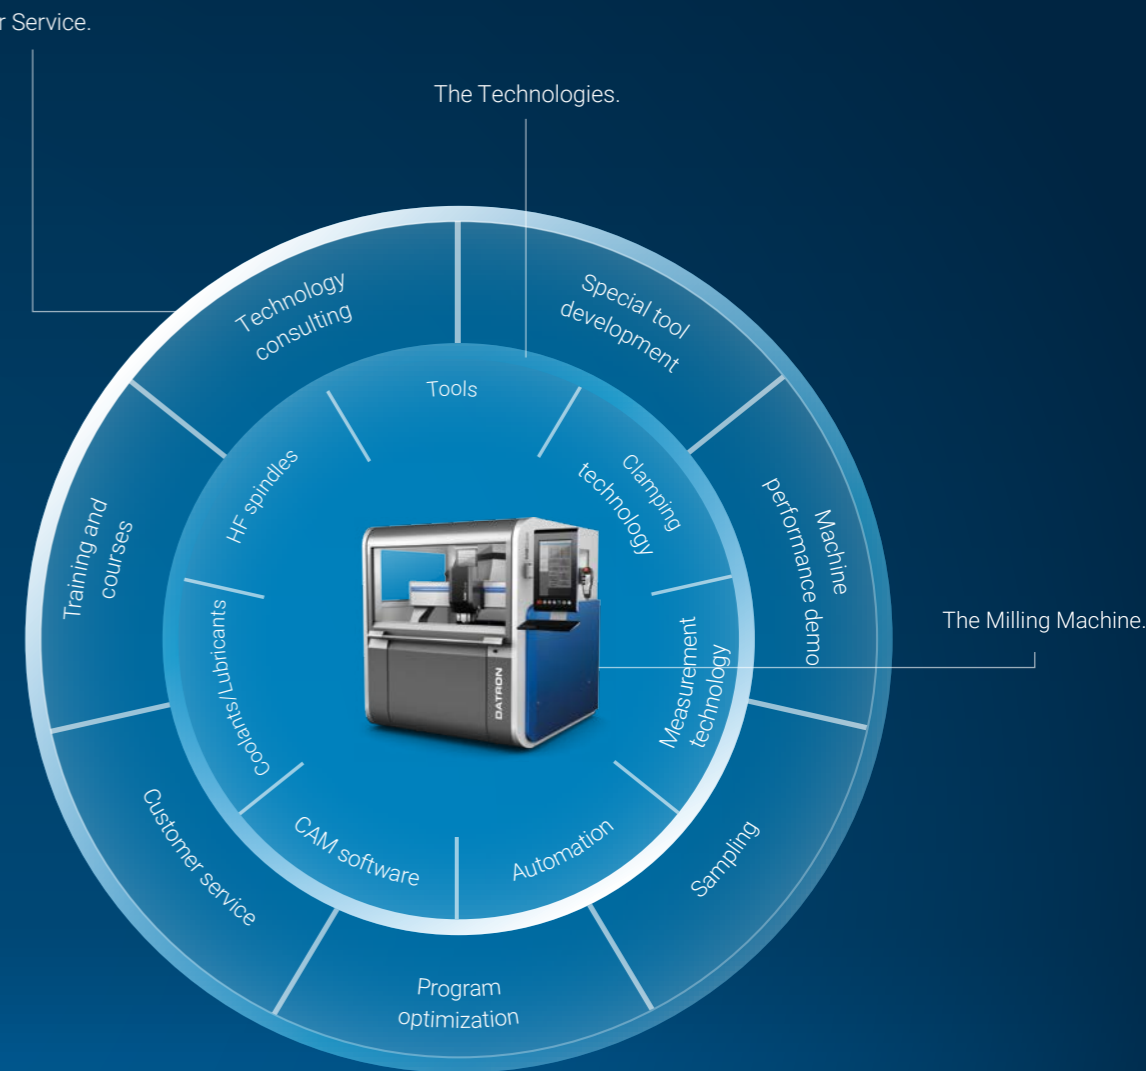 r Service.
The Technologies.
Technology
consulting
Special tool
development
Tools
HF spindles
Clamping
technology
Training and
courses
Machine
performance demo
The Milling Machine.
Coolants/Lubricants
Measurement
technology
DATRON
CAM software
Automation
Customer service
Sampling
Program
optimization